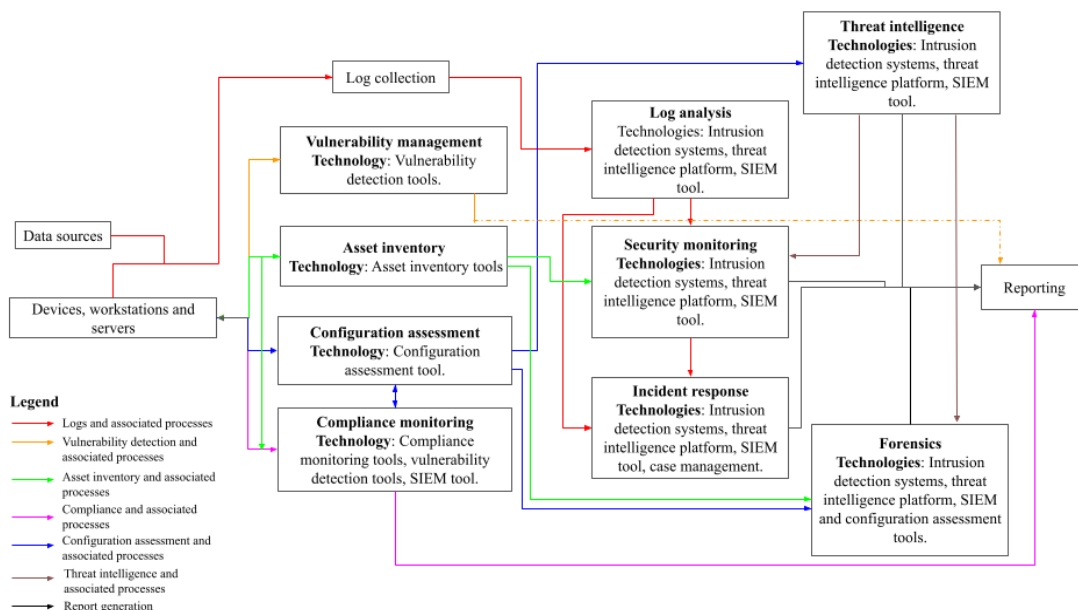 Threat intelligence
Technologies: Intrusion
detection systems, threat
intelligence platform, SIEM
tool.
Log collection
Log analysis
Technologies: Intrusion
detection systems, threat
intelligence platform, SIEM
tool.
Vulnerability management
Technology: Vulnerability
detection tools.
Data sources
Asset inventory
Technology: Asset inventory tools
Security monitoring
Technologies: Intrusion
detection systems, threat
intelligence platform, SIEM
tool.
Reporting
Devices, workstations and
servers
Configuration assessment
Technology: Configuration
assessment tool.
Incident response
Technologies: Intrusion
detection systems, threat
intelligence platform, SIEM
tool, case management.
Compliance monitoring
Technology: Compliance
monitoring tools, vulnerability
detection tools, SIEM tool.
Forensics
Technologies: Intrusion
detection systems, threat
intelligence platform, SIEM
and configuration assessment
tools.
Legend
Logs and associated processes
Vulnerability detection and
associated processes
Asset inventory and associated
processes
Compliance and associated
processes
Configuration assessment and
associated processes
Threat intelligence and
associated processes
Report generation